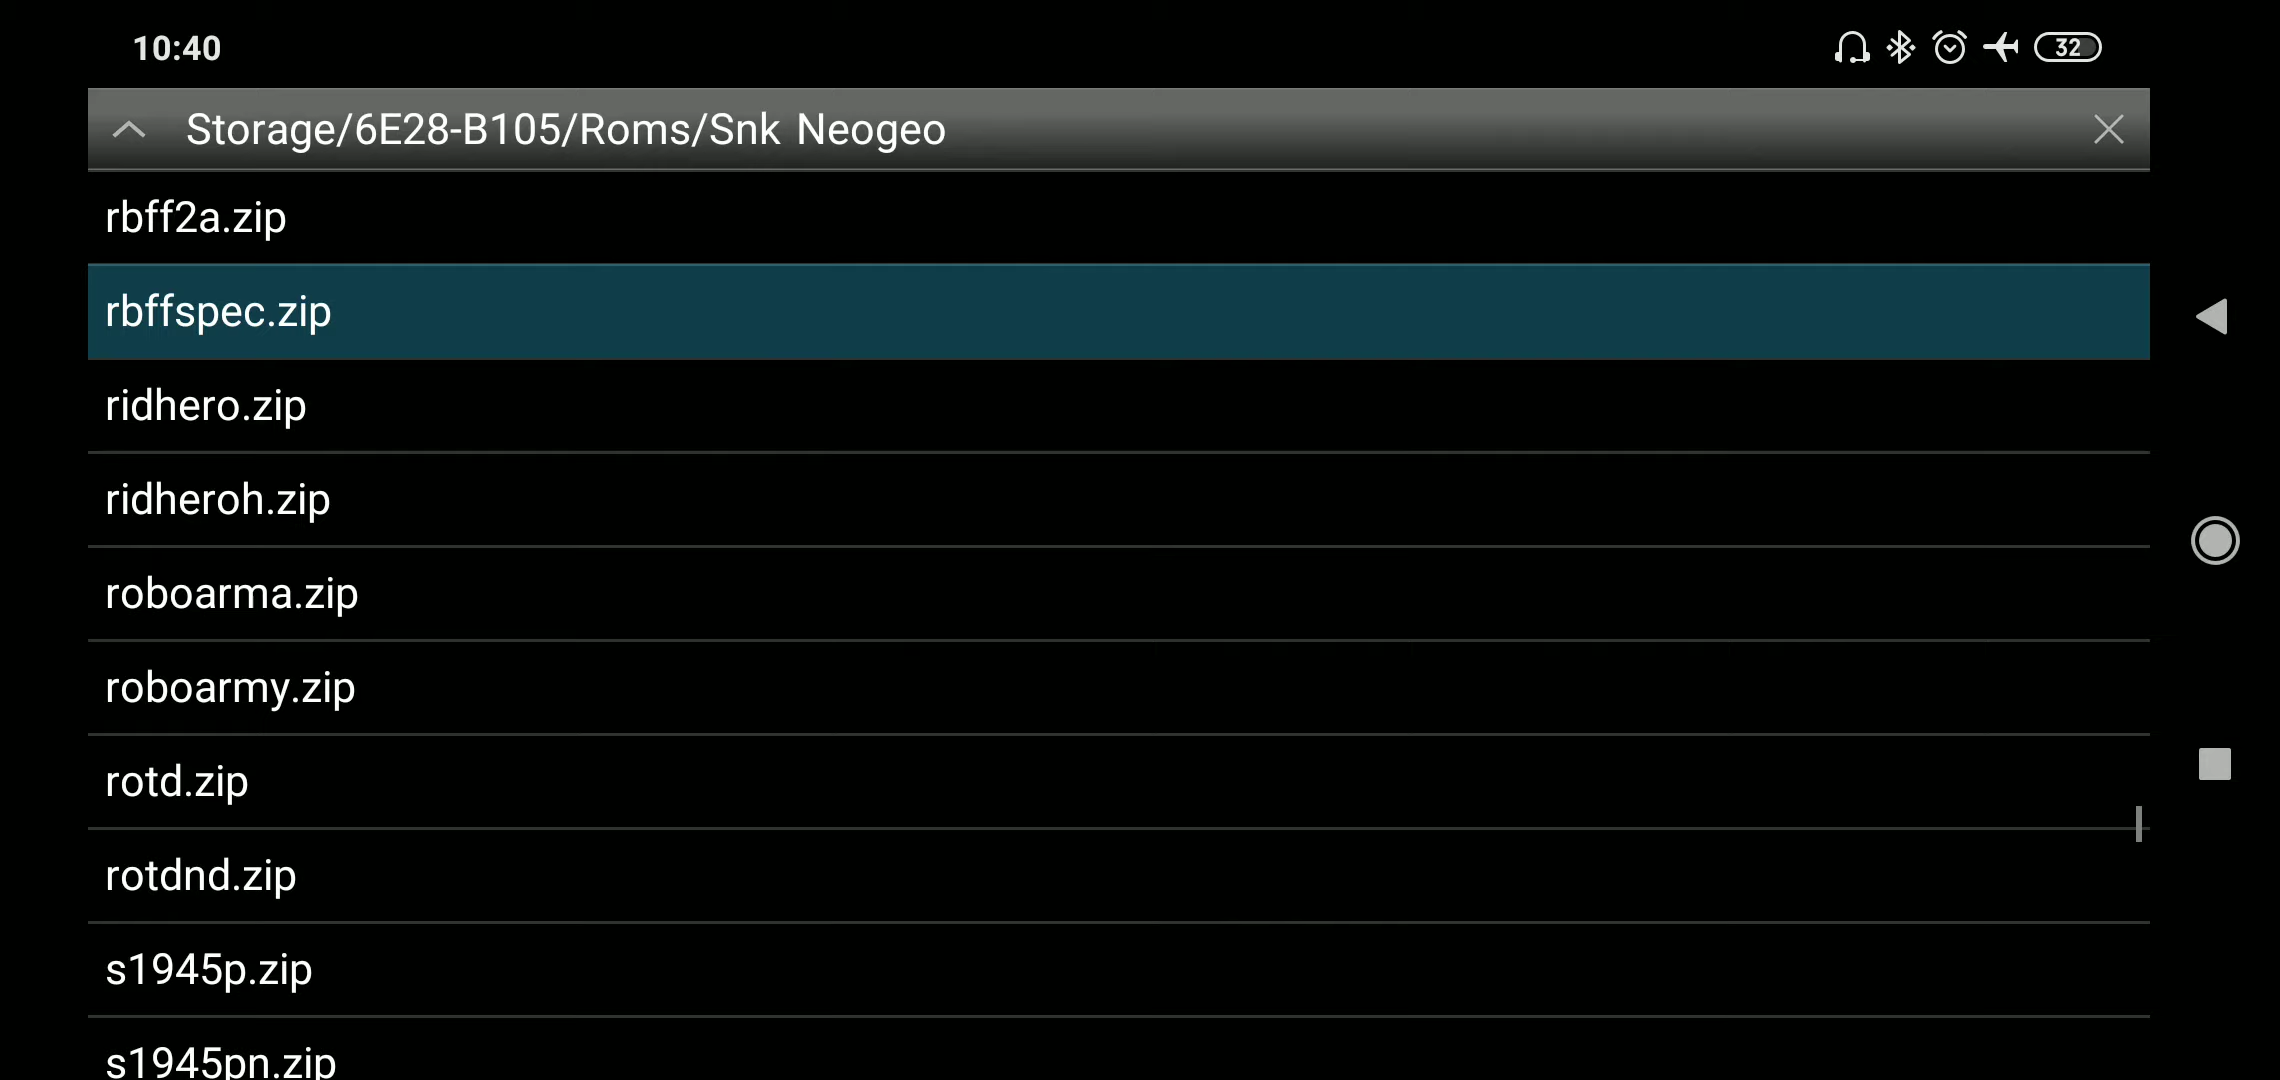 10:40
32
Storage/6E28-B105/Roms/Snk Neogeo
rbff2a.zip
rbffspec.zip
ridhero.zip
ridheroh.zip
roboarma.zip
roboarmy.zip
rotd.zip
rotdnd.zip
s1945p.zip
s1945pn.zip